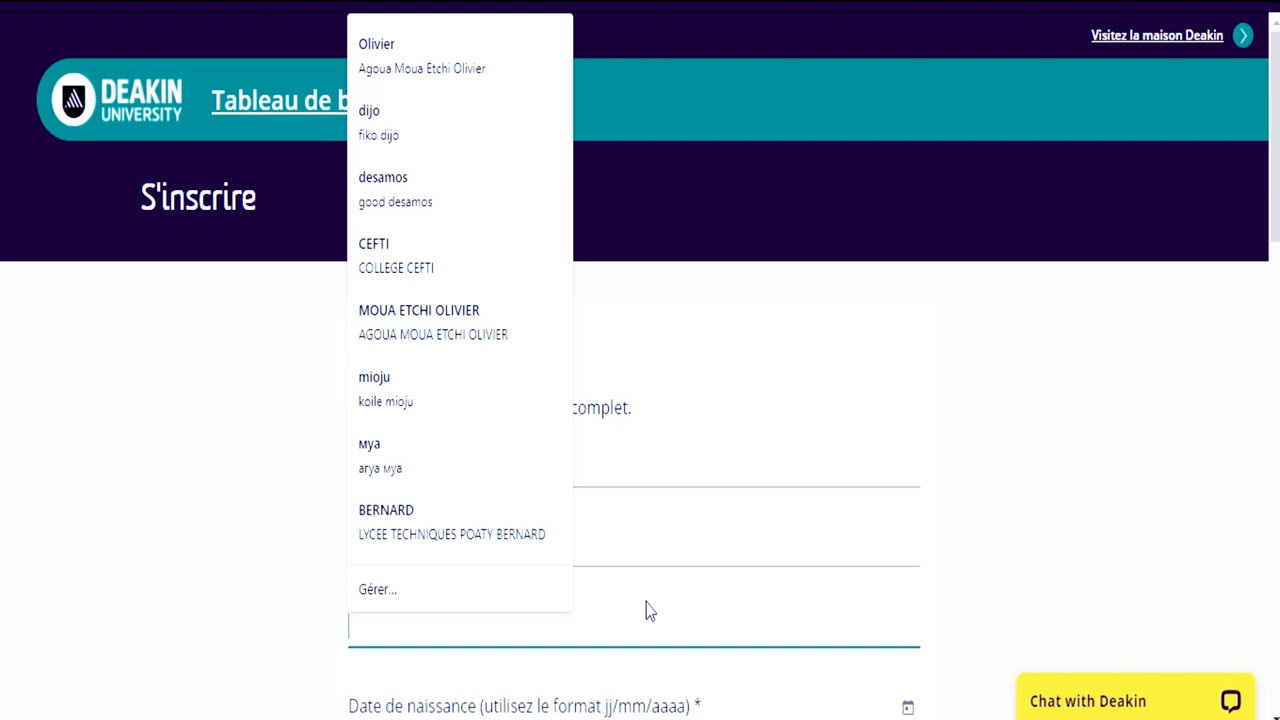 Visitez la maison Deakin
DEAKIN
UNIVERSITY
Tableau de b
S'inscrire
Olivier
Agoua Moua Etchi Olivier
dijo
fiko dijo
desamos
good desamos
CEFTI
COLLEGE CEFTI
MOUA ETCHI OLIVIER
AGOUA MOUA ETCHI OLIVIER
mioju
koile mioju
мya
arya мya
BERNARD
LYCEE TECHNIQUES POATY BERNARD
Gérer...
complet.
Date de naissance (utilisez le format jj/mm/aaaa) *
Chat with Deakin